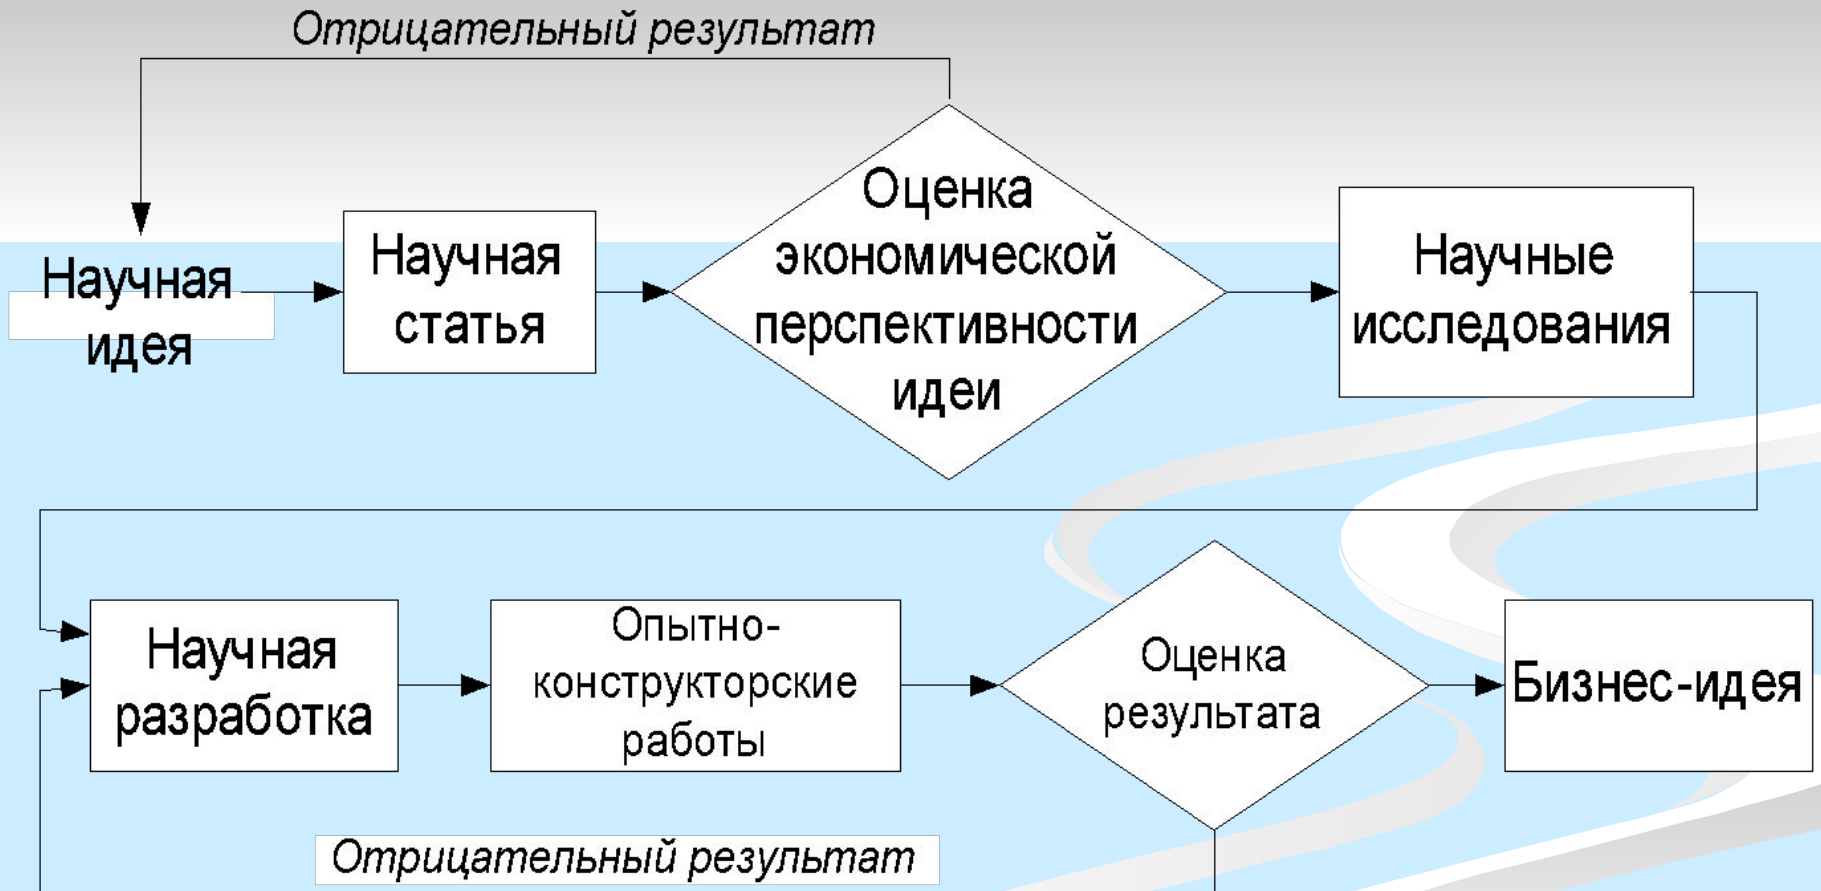 Отрицательный результат
Научная
идея
Научная
статья
Оценка
экономической
перспективности
идеи
Научные
исследования
Научная
разработка
Опытно-
конструкторские
работы
Оценка
результата
Бизнес-идея
Отрицательный результат